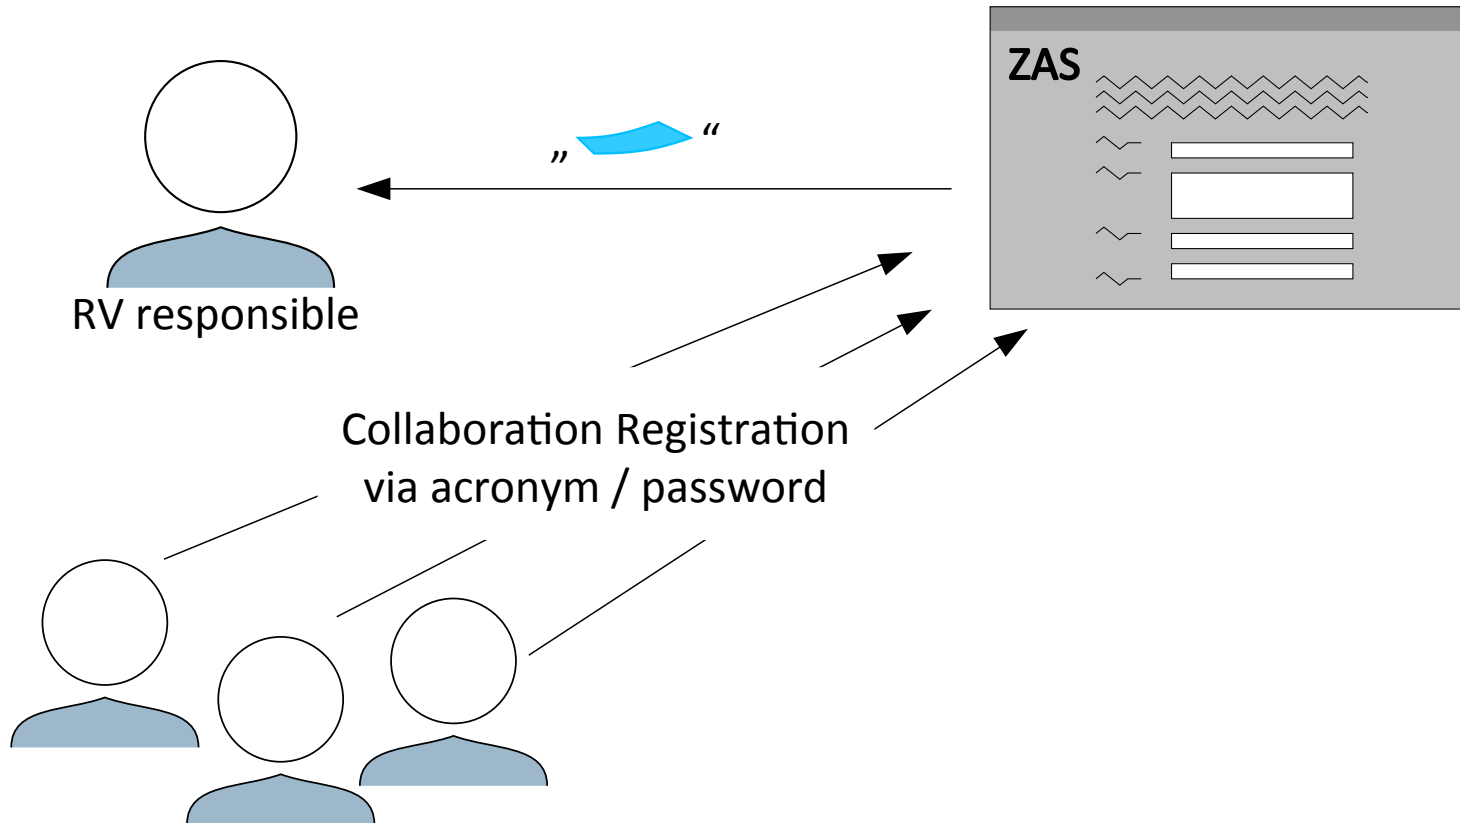 ZAS
„ “
RV responsible
Collaboration Registration
via acronym / password